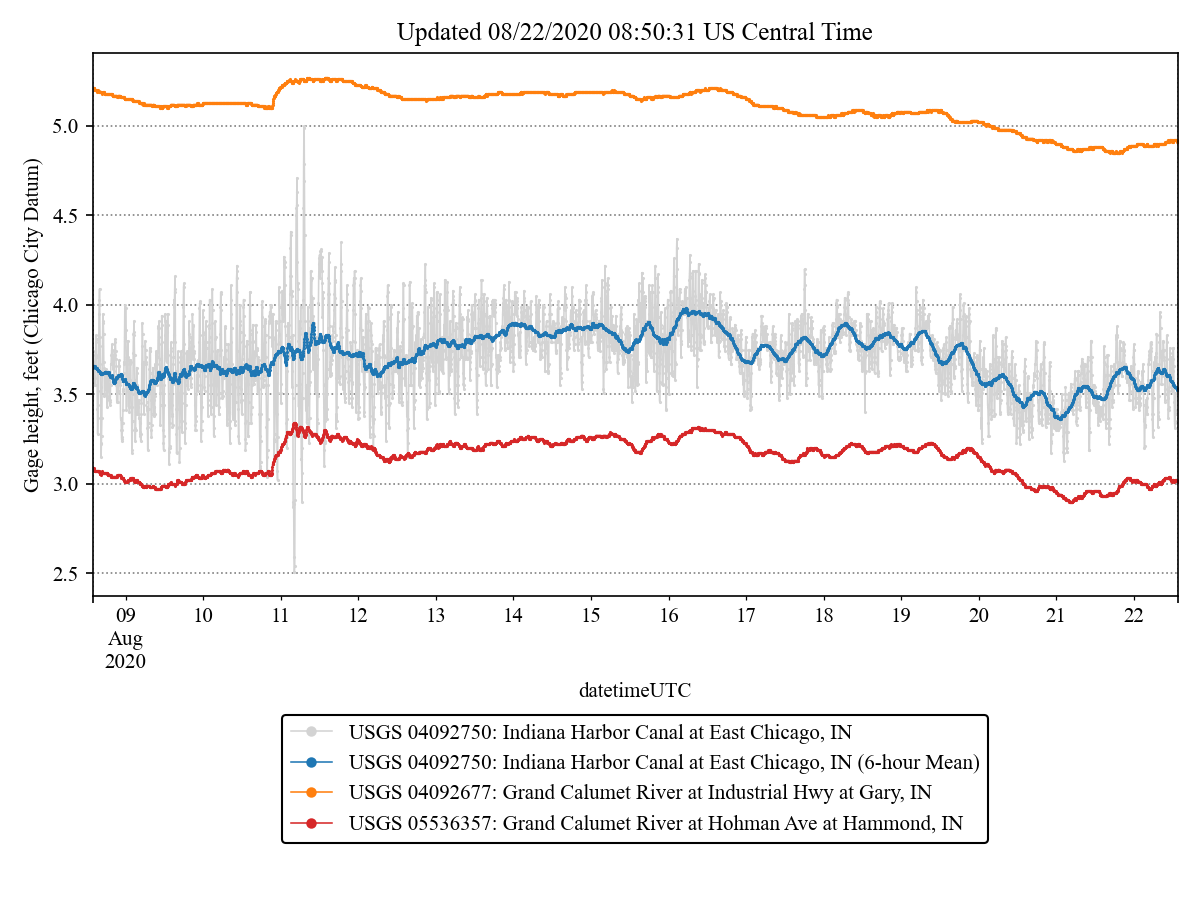 Updated 08/22/2020 08:50:31 US Central Time
Gage height, feet (Chicago City Datum)
5.0
4.5
4.0
3.5
3.0
2.5
09 10 11 12 13 14 15 16 17 18 19 20 21 22
Aug
2020
datetimeUTC
USGS 04092750: Indiana Harbor Canal at East Chicago, IN
USGS 04092750: Indiana Harbor Canal at East Chicago, IN (6-hour Mean)
USGS 04092677: Grand Calumet River at Industrial Hwy at Gary, IN
USGS 05536357: Grand Calumet River at Hohman Ave at Hammond, IN